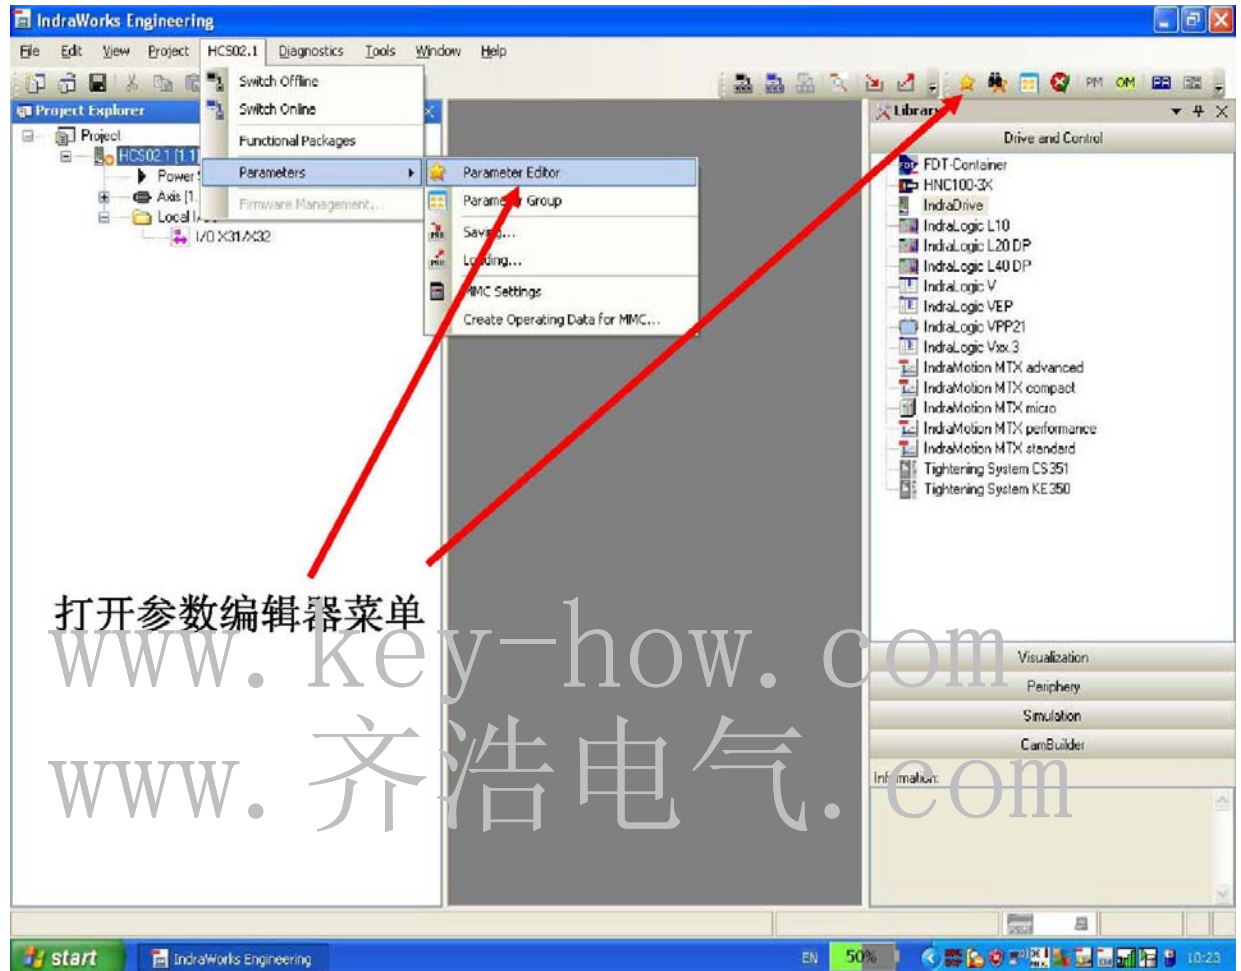 IndraWorks Engineering
File Edit View Project HCS02.1 Diagnostics Tools Window Help
Switch Offline
Switch Online
Functional Packages
Parameters
Firmware Management...
Parameter Editor
Parameter Group
Saving...
Loading...
MMC Settings
Create Operating Data for MMC...
PM OM
Project Explorer
Project
HCS02.1 [1.1]
Power
Axis [1.
Local I/
I/O X31/X32
Library
Drive and Control
FDT-Container
HNC100-3X
IndraDrive
IndraLogic L10
IndraLogic L20 DP
IndraLogic L40 DP
IndraLogic V
IndraLogic VEP
IndraLogic VPP21
IndraLogic Vxx.3
IndraMotion MTX advanced
IndraMotion MTX compact
IndraMotion MTX micro
IndraMotion MTX performance
IndraMotion MTX standard
Tightening System CS351
Tightening System KE350
打开参数编辑器菜单
www.key-how.com
www.齐浩电气.com
Visualization
Periphery
Simulation
CamBuilder
Information:
start
IndraWorks Engineering
EN
50%
10:23